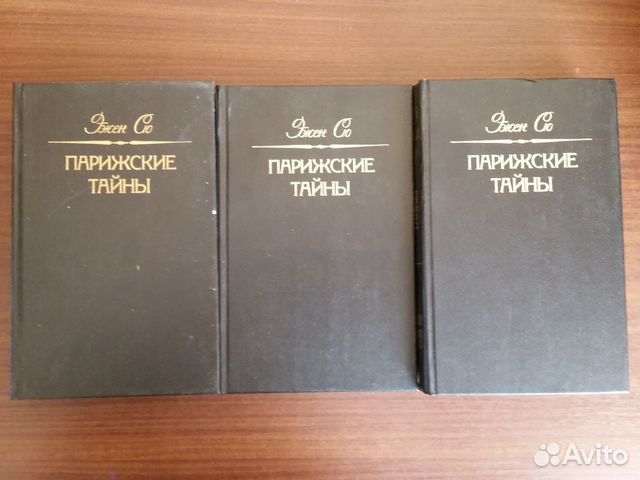 Эжен Сю
ПАРИЖСКИЕ
ТАЙНЫ
Эжен Сю
ПАРИЖСКИЕ
ТАЙНЫ
Эжен Сю
ПАРИЖСКИЕ
ТАЙНЫ
Avito